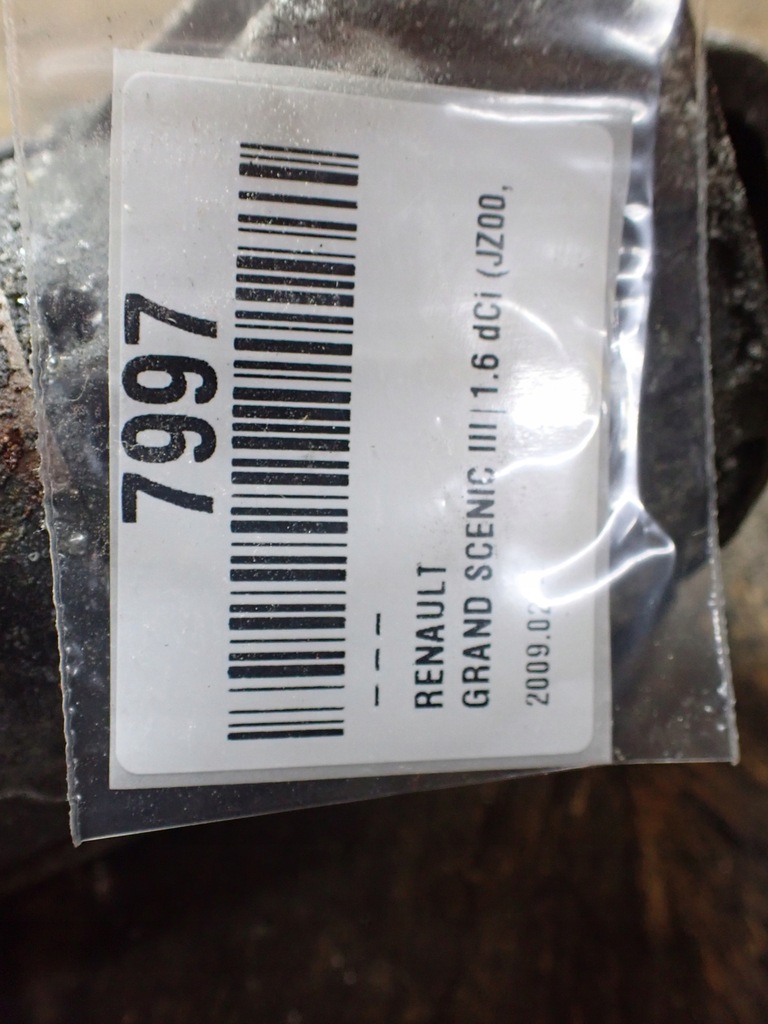 7997
- - -
RENAULT
GRAND SCENIC III | 1.6 dCi (JZ00,
2009.02